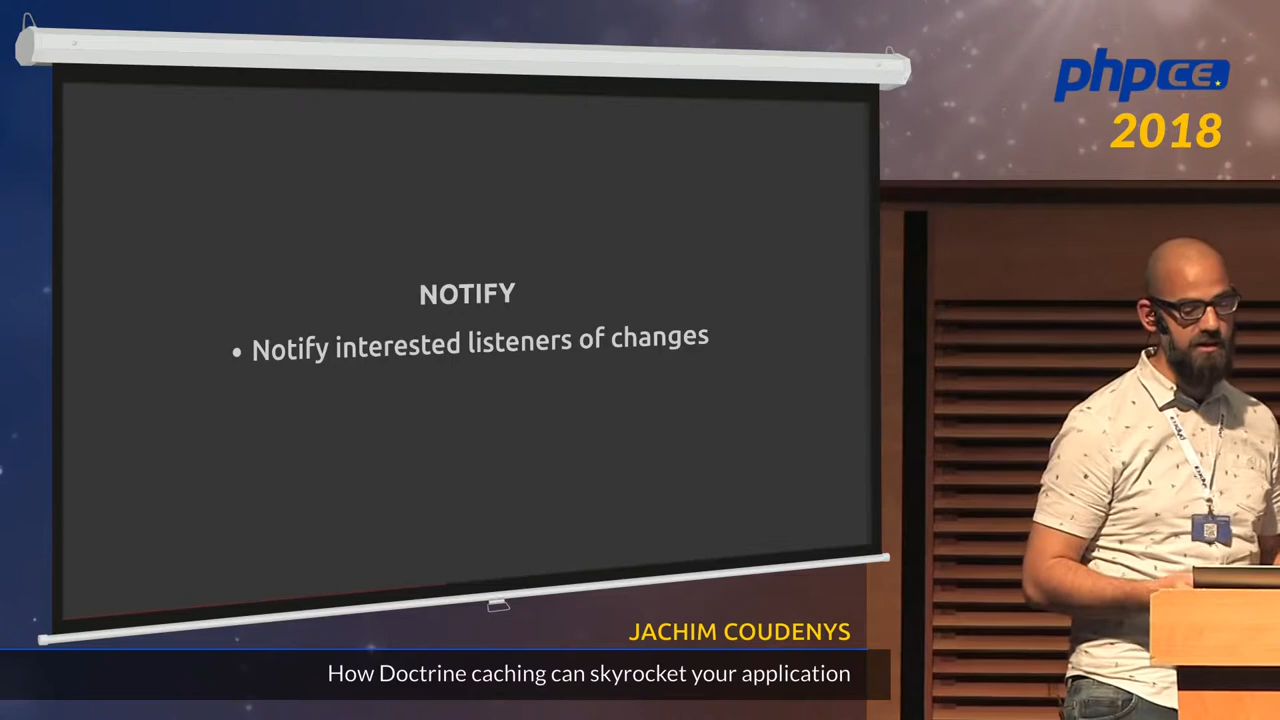 phpCE.
2018
NOTIFY
• Notify interested listeners of changes
JACHIM COUDENYS
How Doctrine caching can skyrocket your application